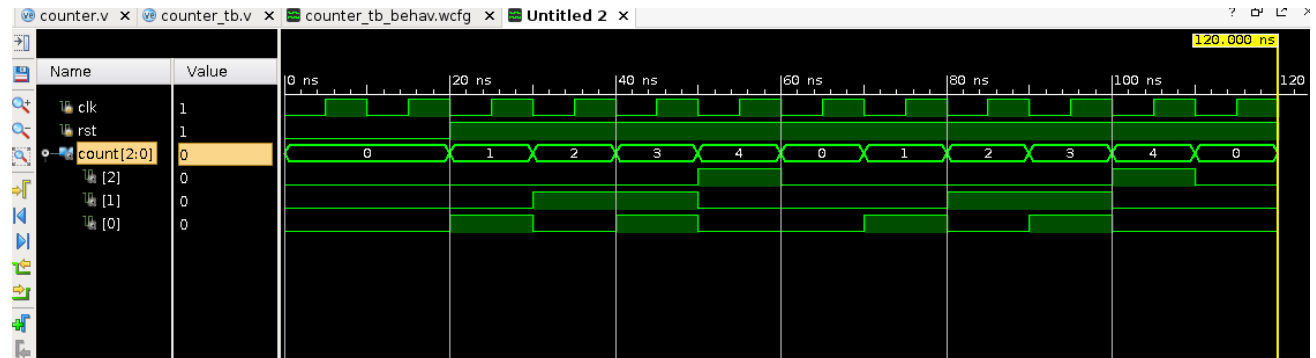 counter.v × counter_tb.v × counter_tb_behav.wcfg × Untitled 2 ×
120.000 ns
Name Value
0 ns 20 ns 40 ns 60 ns 80 ns 100 ns 120
clk 1
rst 1
count[2:0] 0 0 1 2 3 4 0 1 2 3 4 0
[2] 0
[1] 0
[0] 0